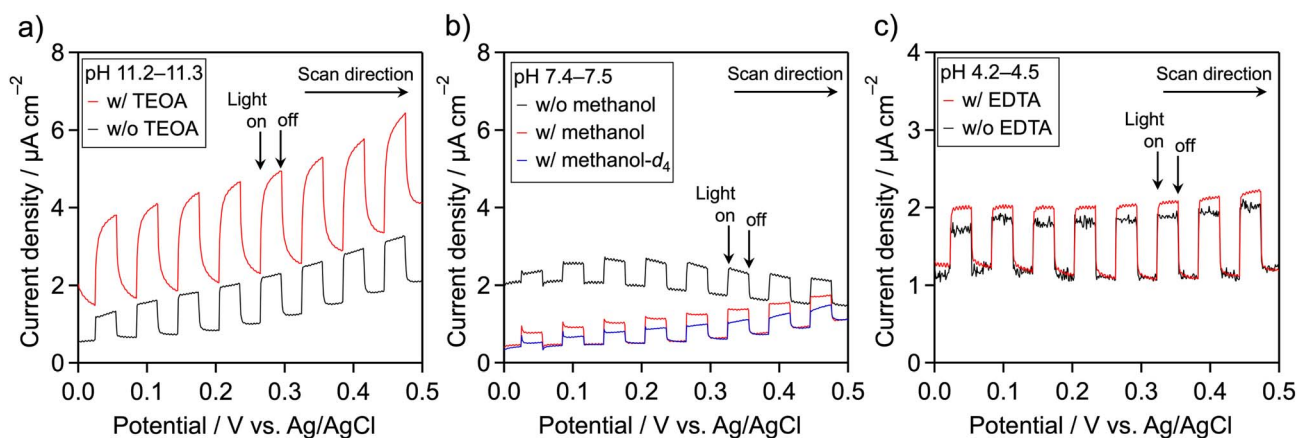 a)
8
6
4
2
0
Current density / µA cm⁻²
pH 11.2–11.3
w/ TEOA
w/o TEOA
Scan direction
Light
on
off
0.0 0.1 0.2 0.3 0.4 0.5
Potential / V vs. Ag/AgCl
b)
8
6
4
2
0
Current density / µA cm⁻²
pH 7.4–7.5
w/o methanol
w/ methanol
w/ methanol-d₄
Scan direction
Light
on
off
0.0 0.1 0.2 0.3 0.4 0.5
Potential / V vs. Ag/AgCl
c)
4
3
2
1
0
Current density / µA cm⁻²
pH 4.2–4.5
w/ EDTA
w/o EDTA
Scan direction
Light
on
off
0.0 0.1 0.2 0.3 0.4 0.5
Potential / V vs. Ag/AgCl